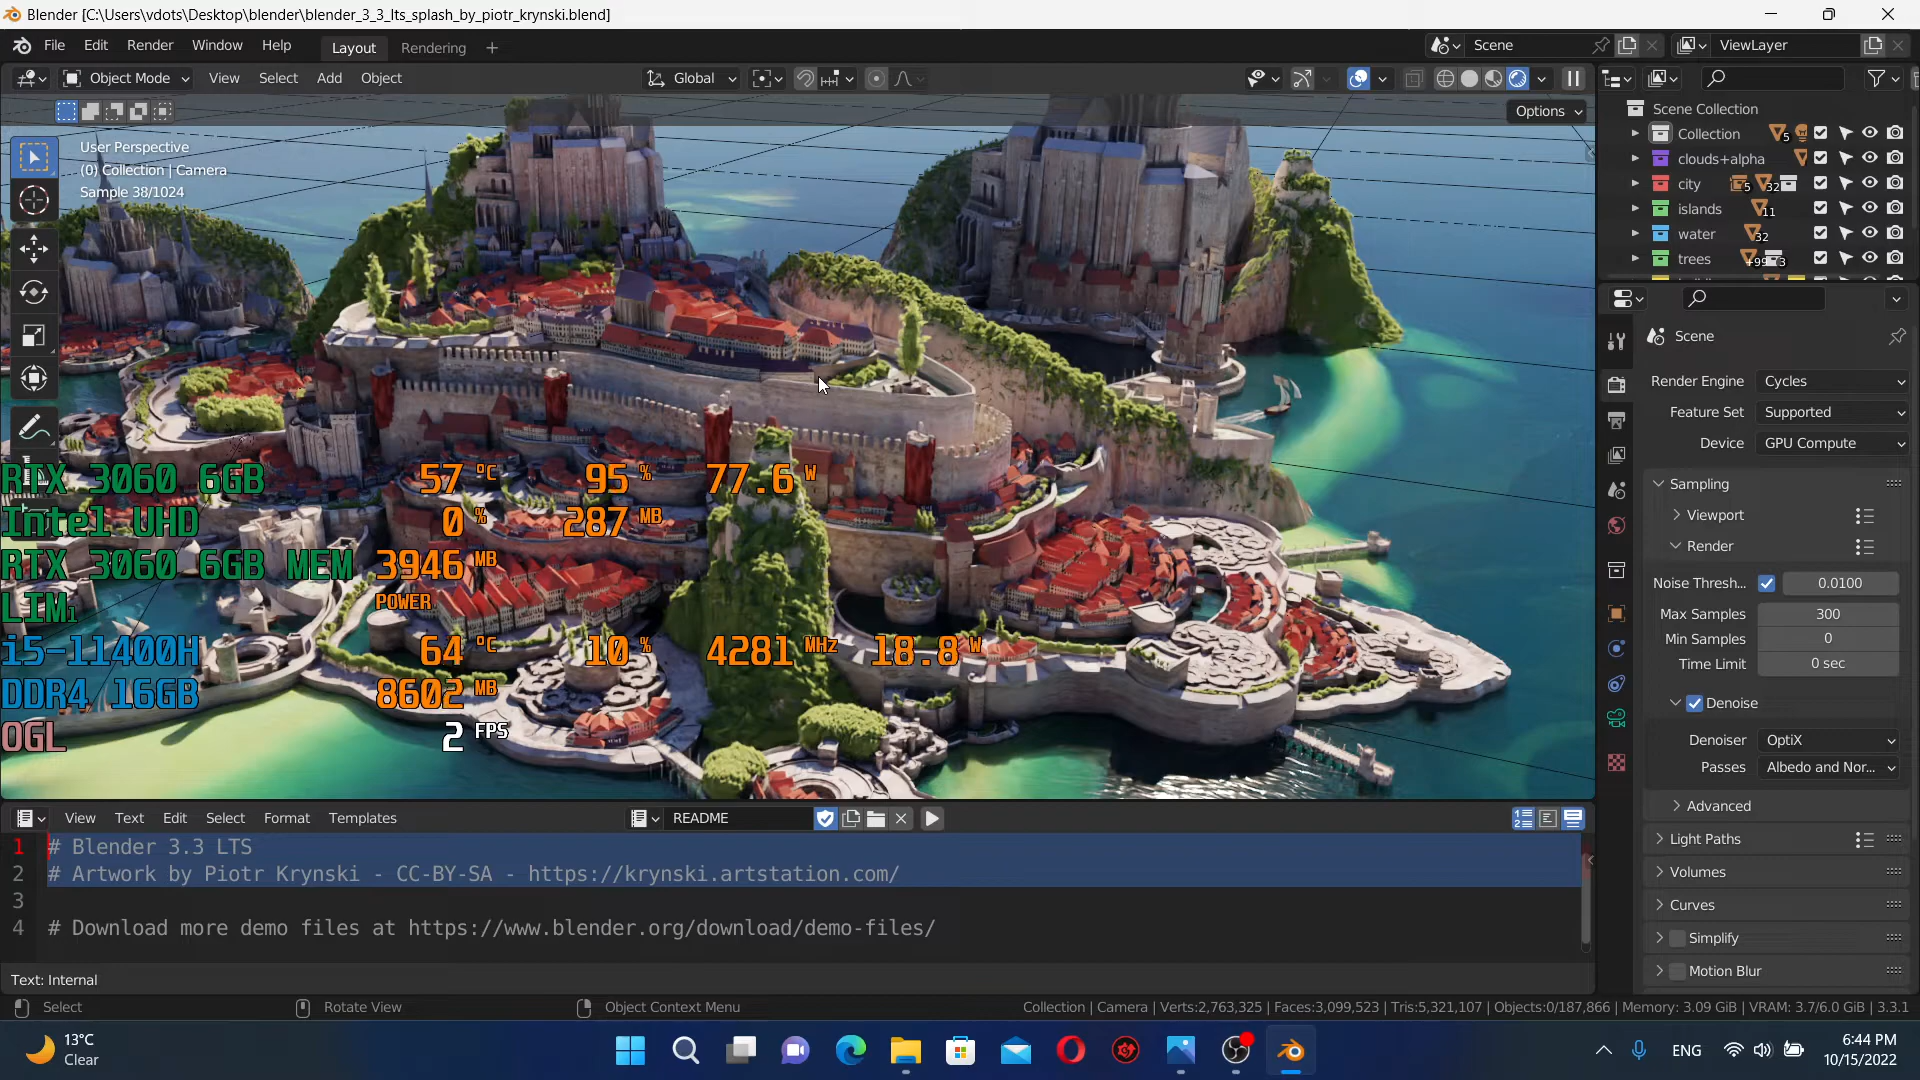 Blender [C:\Users\vdots\Desktop\blender\blender_3_3_lts_splash_by_piotr_krynski.blend]
File Edit Render Window Help Layout Rendering + Scene ViewLayer
Object Mode View Select Add Object Global
Options
User Perspective
(0) Collection | Camera
Sample 38/1024
Scene Collection
Collection 5
clouds+alpha
city 5 32
islands 11
water 32
trees +99 3
Scene
Render Engine Cycles
Feature Set Supported
Device GPU Compute
Sampling
Viewport
Render
Noise Thresh... 0.0100
Max Samples 300
Min Samples 0
Time Limit 0 sec
Denoise
Denoiser OptiX
Passes Albedo and Nor...
Advanced
Light Paths
Volumes
Curves
Simplify
Motion Blur
RTX 3060 6GB 57 °C 95 % 77.6 W
Intel UHD 0 % 287 MB
RTX 3060 6GB MEM 3946 MB
LIM1 POWER
i5-11400H 64 °C 10 % 4281 MHz 18.8 W
DDR4 16GB 8602 MB
OGL 2 FPS
View Text Edit Select Format Templates README
1 # Blender 3.3 LTS
2 # Artwork by Piotr Krynski - CC-BY-SA - https://krynski.artstation.com/
3
4 # Download more demo files at https://www.blender.org/download/demo-files/
Text: Internal
Select Rotate View Object Context Menu Collection | Camera | Verts:2,763,325 | Faces:3,099,523 | Tris:5,321,107 | Objects:0/187,866 | Memory: 3.09 GiB | VRAM: 3.7/6.0 GiB | 3.3.1
13°C
Clear
ENG
6:44 PM
10/15/2022